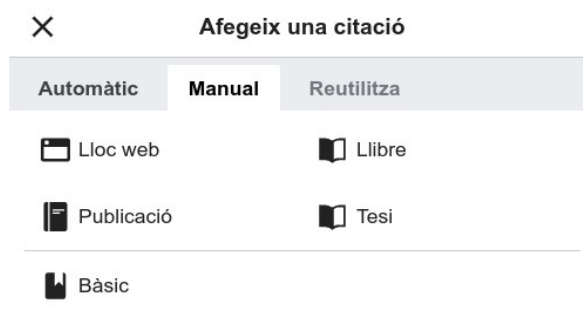 Afegeix una citació
Automàtic Manual Reutilitza
Lloc web Llibre
Publicació Tesi
Bàsic